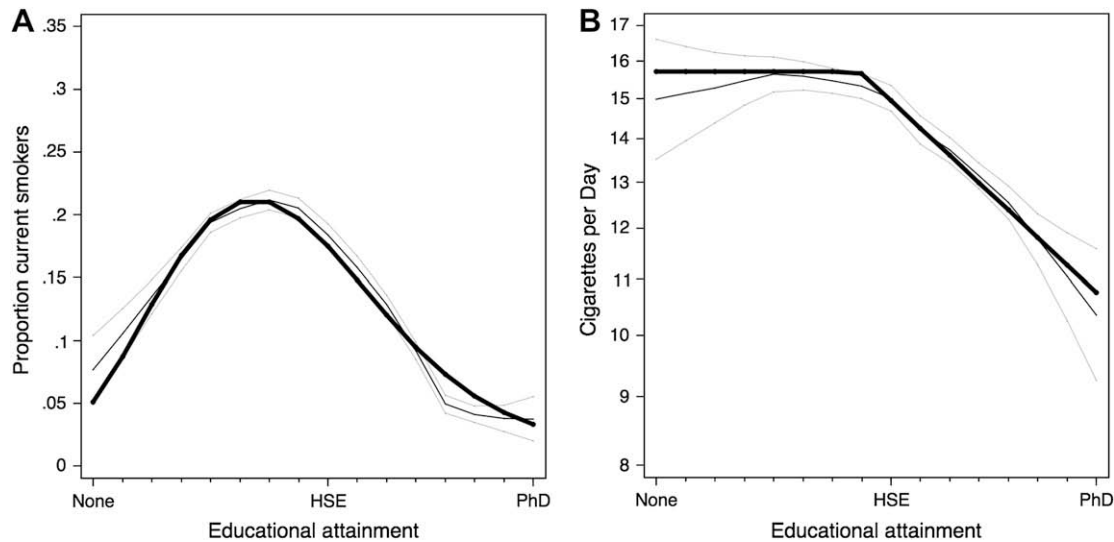 A
Proportion current smokers
.35
.3
.25
.2
.15
.1
.05
0
None
HSE
PhD
Educational attainment
B
Cigarettes per Day
17
16
15
14
13
12
11
10
9
8
None
HSE
PhD
Educational attainment